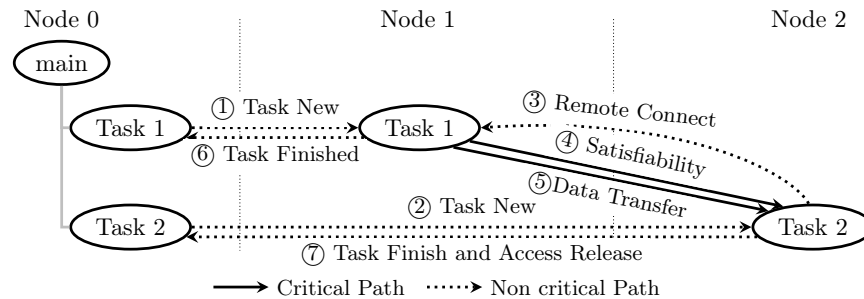 Node 0 Node 1 Node 2
main
① Task New
③ Remote Connect
Task 1
Task 1
④ Satisfiability
⑥ Task Finished
⑤Data Transfer
② Task New
Task 2
Task 2
⑦ Task Finish and Access Release
Critical Path Non critical Path